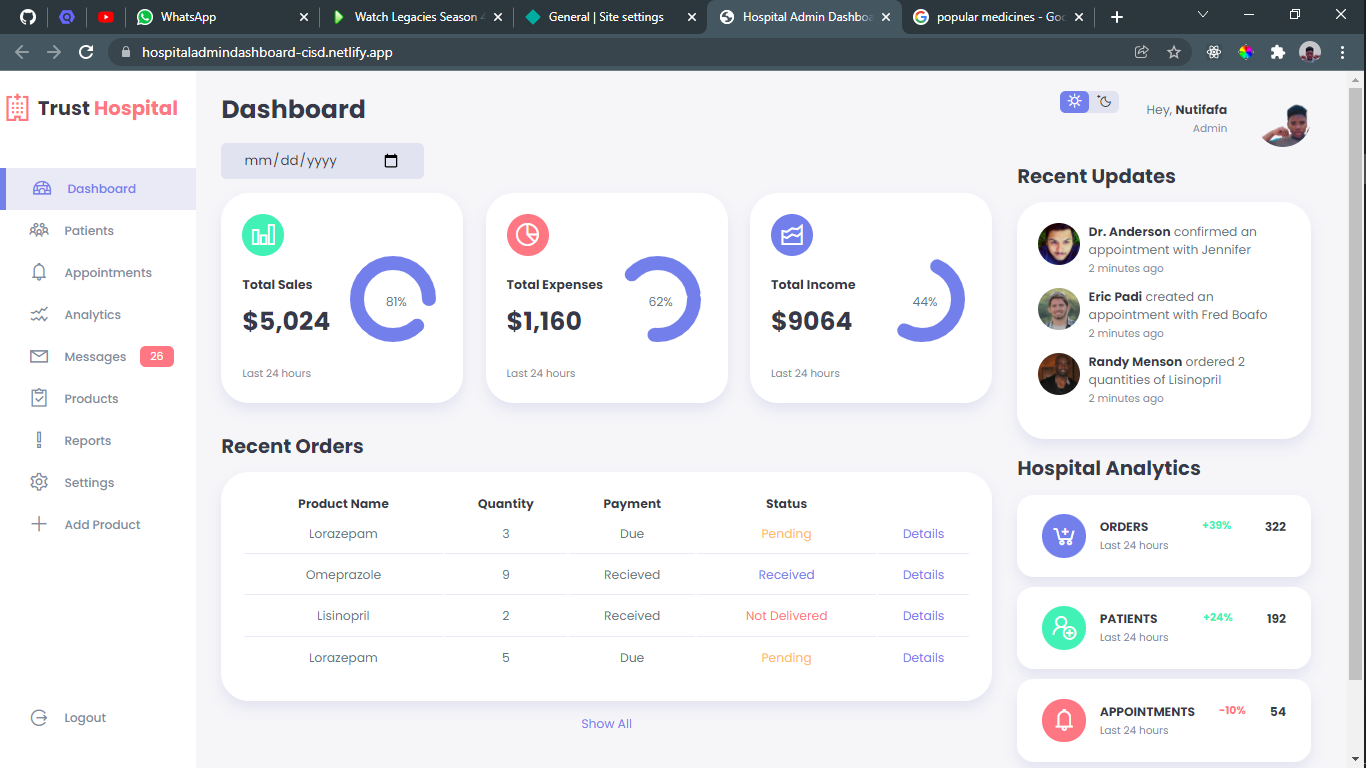 WhatsApp
Watch Legacies Season 4
General | Site settings
Hospital Admin Dashboa
popular medicines - Goo
hospitaladmindashboard-cisd.netlify.app
Trust Hospital
Dashboard
Patients
Appointments
Analytics
Messages 26
Products
Reports
Settings
Add Product
Logout
Dashboard
mm/dd/yyyy
Total Sales
$5,024
81%
Last 24 hours
Total Expenses
$1,160
62%
Last 24 hours
Total Income
$9064
44%
Last 24 hours
Recent Orders
Product Name Quantity Payment Status
Lorazepam 3 Due Pending Details
Omeprazole 9 Recieved Received Details
Lisinopril 2 Received Not Delivered Details
Lorazepam 5 Due Pending Details
Show All
Hey, Nutifafa
Admin
Recent Updates
Dr. Anderson confirmed an
appointment with Jennifer
2 minutes ago
Eric Padi created an
appointment with Fred Boafo
2 minutes ago
Randy Menson ordered 2
quantities of Lisinopril
2 minutes ago
Hospital Analytics
ORDERS +39% 322
Last 24 hours
PATIENTS +24% 192
Last 24 hours
APPOINTMENTS -10% 54
Last 24 hours